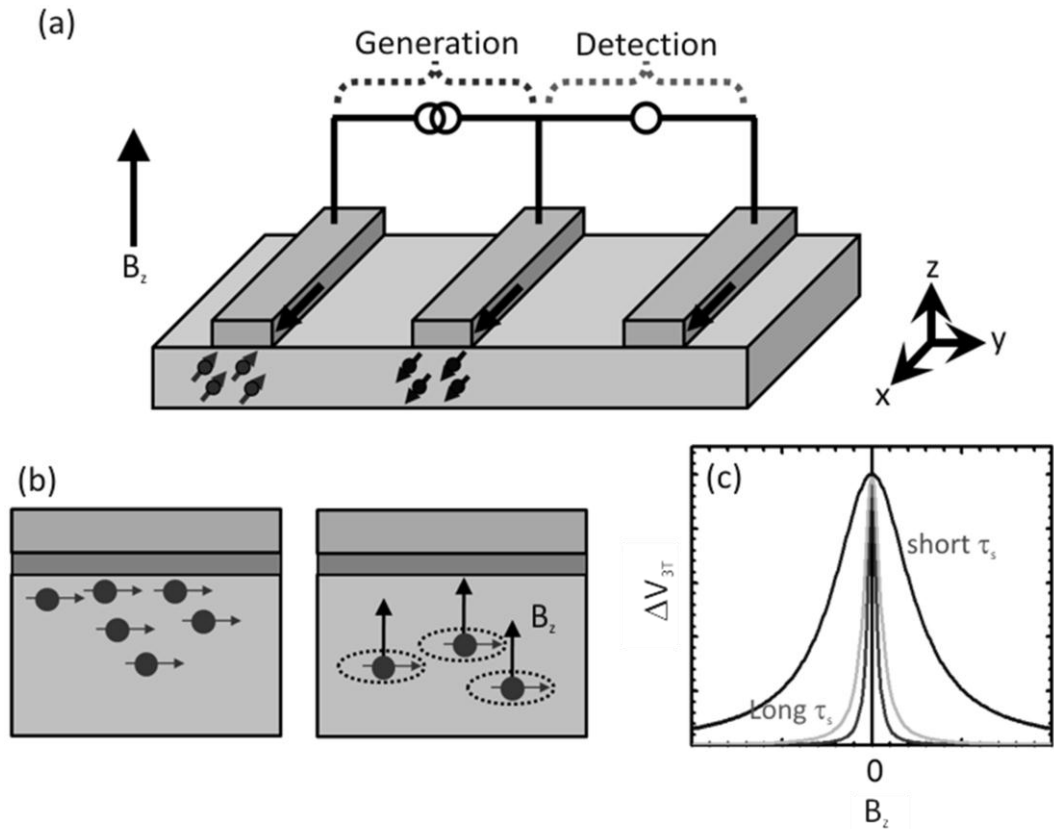 (a)
Generation
Detection
B_z
z
y
x
(b)
B_z
(c)
short τ_s
Long τ_s
ΔV_3T
0
B_z